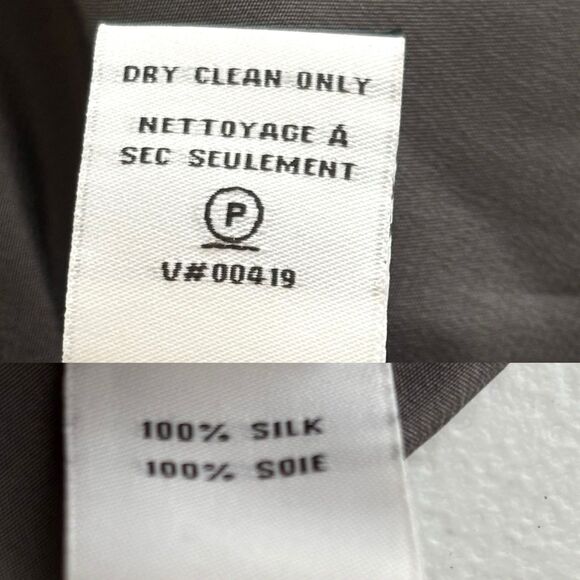 DRY CLEAN ONLY
NETTOYAGE Á
SEC SEULEMENT
P
V#00419
100% SILK
100% SOIE